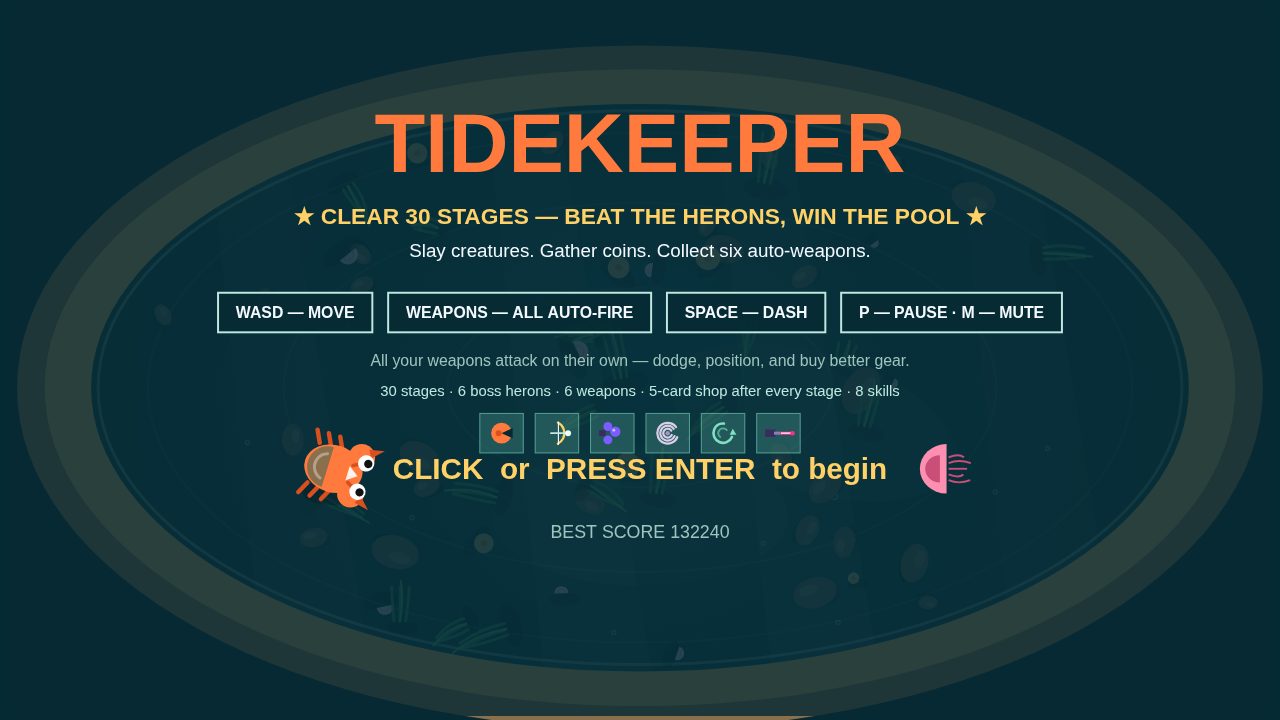 TIDEKEEPER
★ CLEAR 30 STAGES — BEAT THE HERONS, WIN THE POOL ★
Slay creatures. Gather coins. Collect six auto-weapons.
WASD — MOVE
WEAPONS — ALL AUTO-FIRE
SPACE — DASH
P — PAUSE · M — MUTE
All your weapons attack on their own — dodge, position, and buy better gear.
30 stages · 6 boss herons · 6 weapons · 5-card shop after every stage · 8 skills
CLICK or PRESS ENTER to begin
BEST SCORE 132240